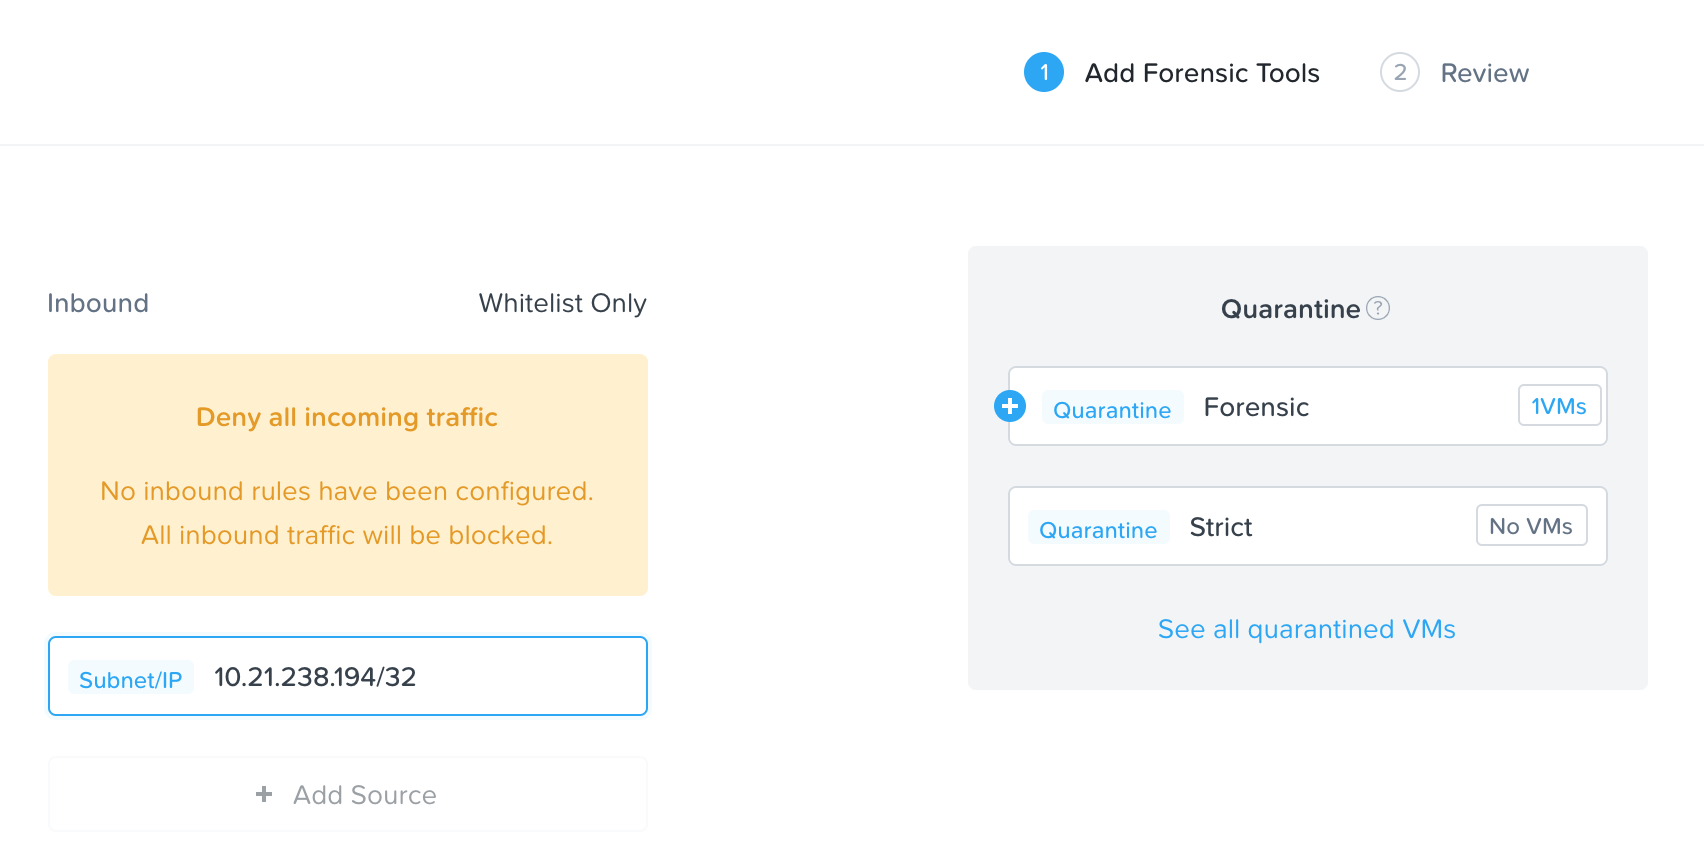 1 Add Forensic Tools 2 Review
Inbound Whitelist Only
Deny all incoming traffic
No inbound rules have been configured.
All inbound traffic will be blocked.
Subnet/IP 10.21.238.194/32
+ Add Source
Quarantine ?
+ Quarantine Forensic 1VMs
Quarantine Strict No VMs
See all quarantined VMs